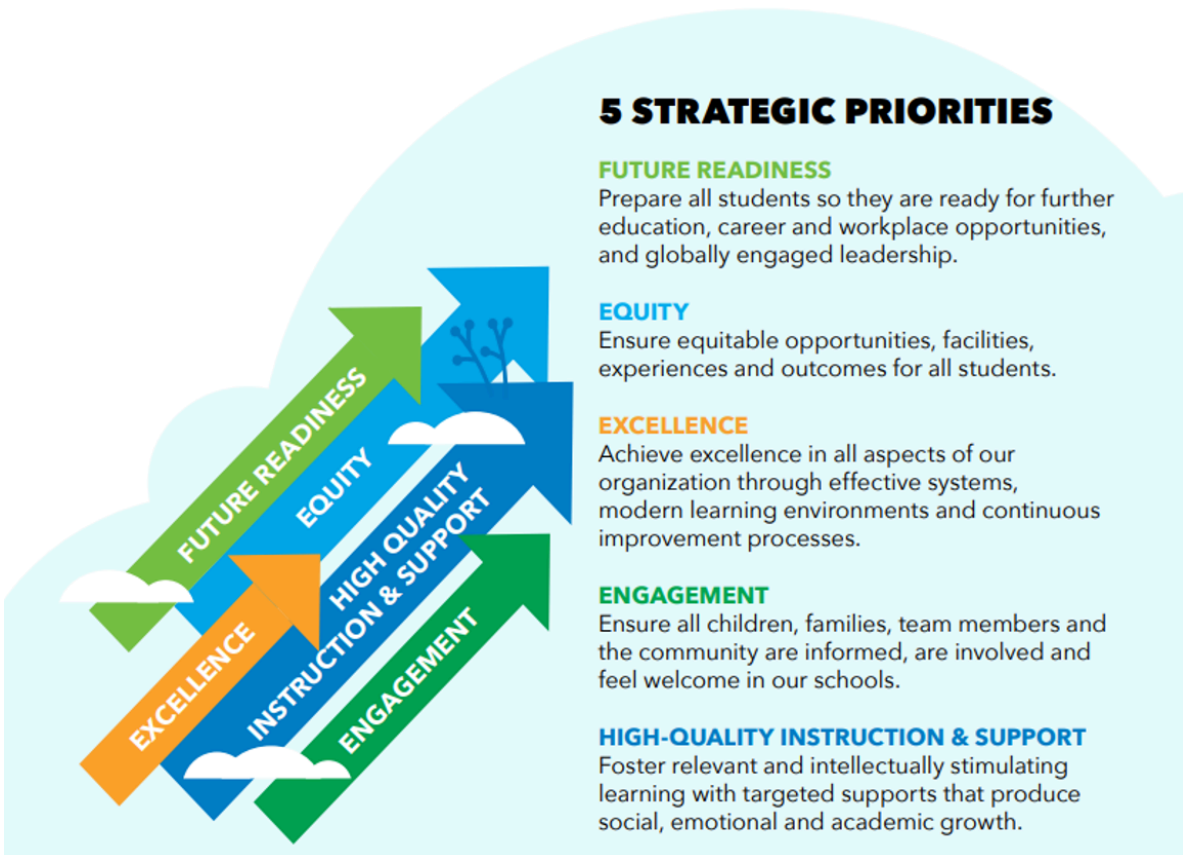 5 STRATEGIC PRIORITIES
FUTURE READINESS
Prepare all students so they are ready for further
education, career and workplace opportunities,
and globally engaged leadership.
EQUITY
Ensure equitable opportunities, facilities,
experiences and outcomes for all students.
EXCELLENCE
Achieve excellence in all aspects of our
organization through effective systems,
modern learning environments and continuous
improvement processes.
ENGAGEMENT
Ensure all children, families, team members and
the community are informed, are involved and
feel welcome in our schools.
HIGH-QUALITY INSTRUCTION & SUPPORT
Foster relevant and intellectually stimulating
learning with targeted supports that produce
social, emotional and academic growth.
FUTURE READINESS
EQUITY
EXCELLENCE
HIGH QUALITY
INSTRUCTION & SUPPORT
ENGAGEMENT